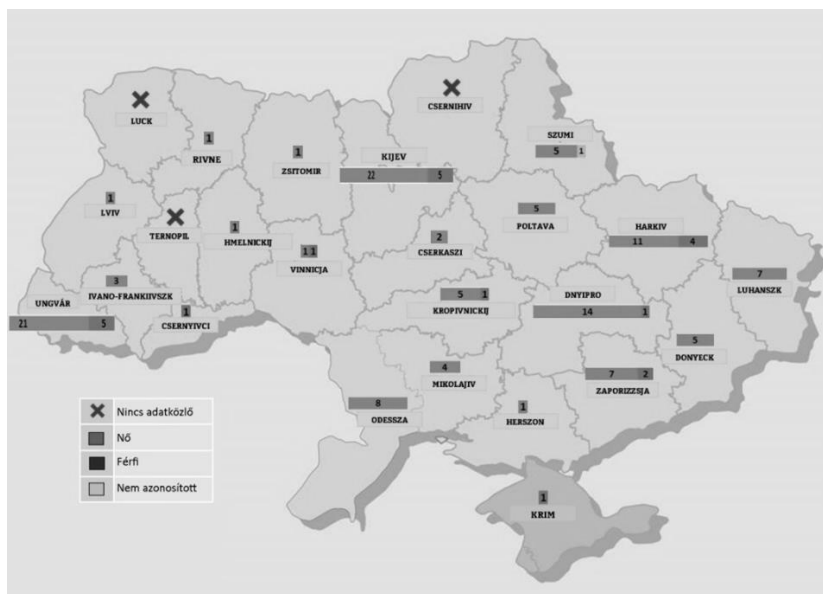 LUCK
CSERNIHIV
1
RIVNE
1
ZSITOMIR
KIJEV
22 5
SZUMI
5 1
1
LVIV
TERNOPIL
1
HMELNICKIJ
1 1
VINNICJA
2
CSERKASZI
5
POLTAVA
HARKIV
11 4
7
LUHANSZK
UNGVÁR
21 5
3
IVANO-FRANKIIVSZK
1
CSERNYIVCI
5 1
KROPIVNICKIJ
DNYIPRO
14 1
5
DONYECK
4
MIKOLAJIV
7 2
ZAPORIZZSJA
8
ODESSZA
1
HERSZON
1
KRIM
Nincs adatközlő
Nő
Férfi
Nem azonosított